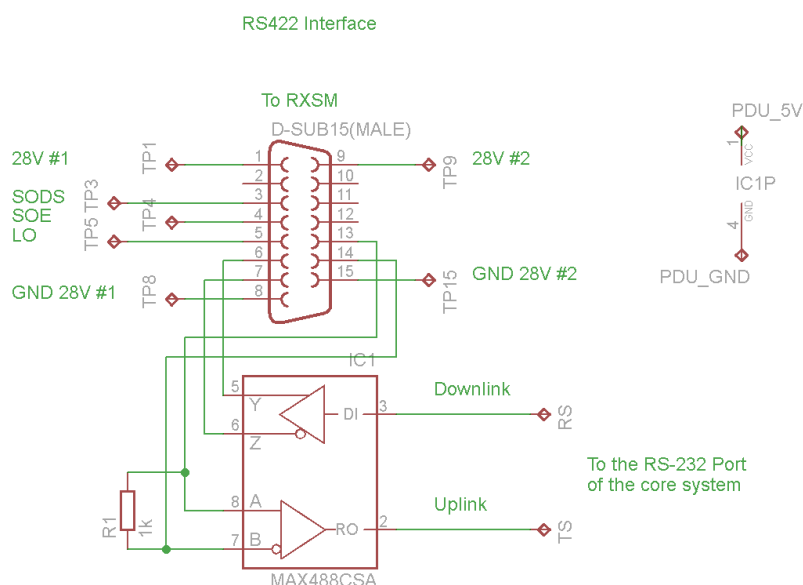 RS422 Interface
To RXSM
D-SUB15(MALE)
PDU_5V
1
VCC
IC1P
4
GND
PDU_GND
28V #1
TP1
1
9
TP9
28V #2
2
10
SODS
TP3
3
11
SOE
TP4
4
12
LO
TP5
5
13
6
14
7
15
TP15
GND 28V #2
GND 28V #1
TP8
8
IC1
5
Y
Downlink
DI
3
RS
6
Z
To the RS-232 Port
of the core system
8
A
Uplink
R1
1k
RO
2
TS
7
B
MAX488CSA